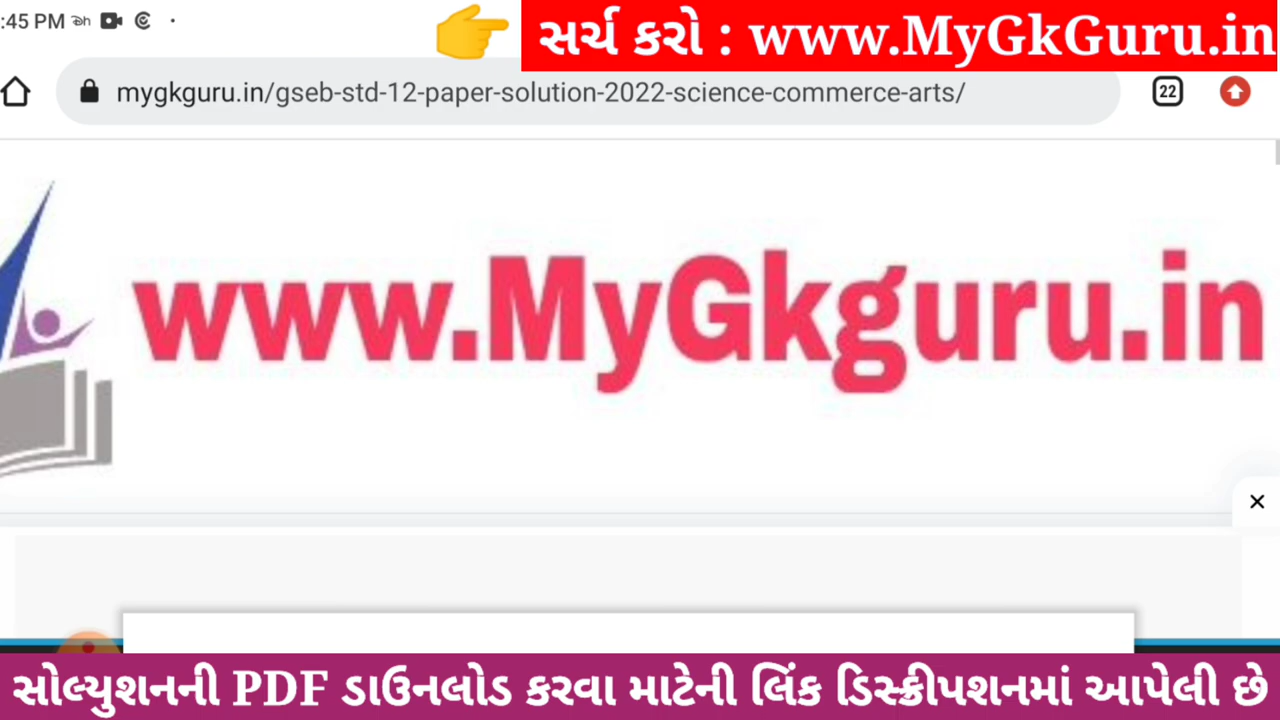 :45 PM
સર્ચ કરો : www.MyGkGuru.in
mygkguru.in/gseb-std-12-paper-solution-2022-science-commerce-arts/
22
www.MyGkguru.in
સોલ્યુશનની PDF ડાઉનલોડ કરવા માટેની લિંક ડિસ્ક્રીપશનમાં આપેલી છે